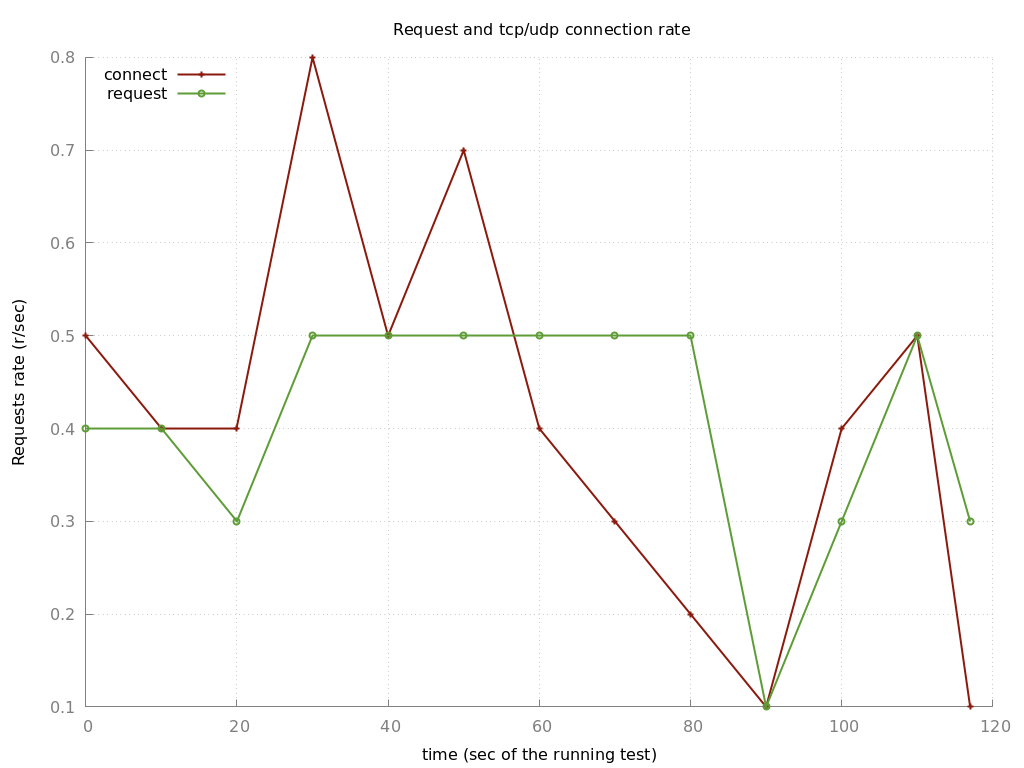 Request and tcp/udp connection rate
0.8
connect
request
0.7
0.6
0.5
0.4
0.3
0.2
0.1
Requests rate (r/sec)
0 20 40 60 80 100 120
time (sec of the running test)